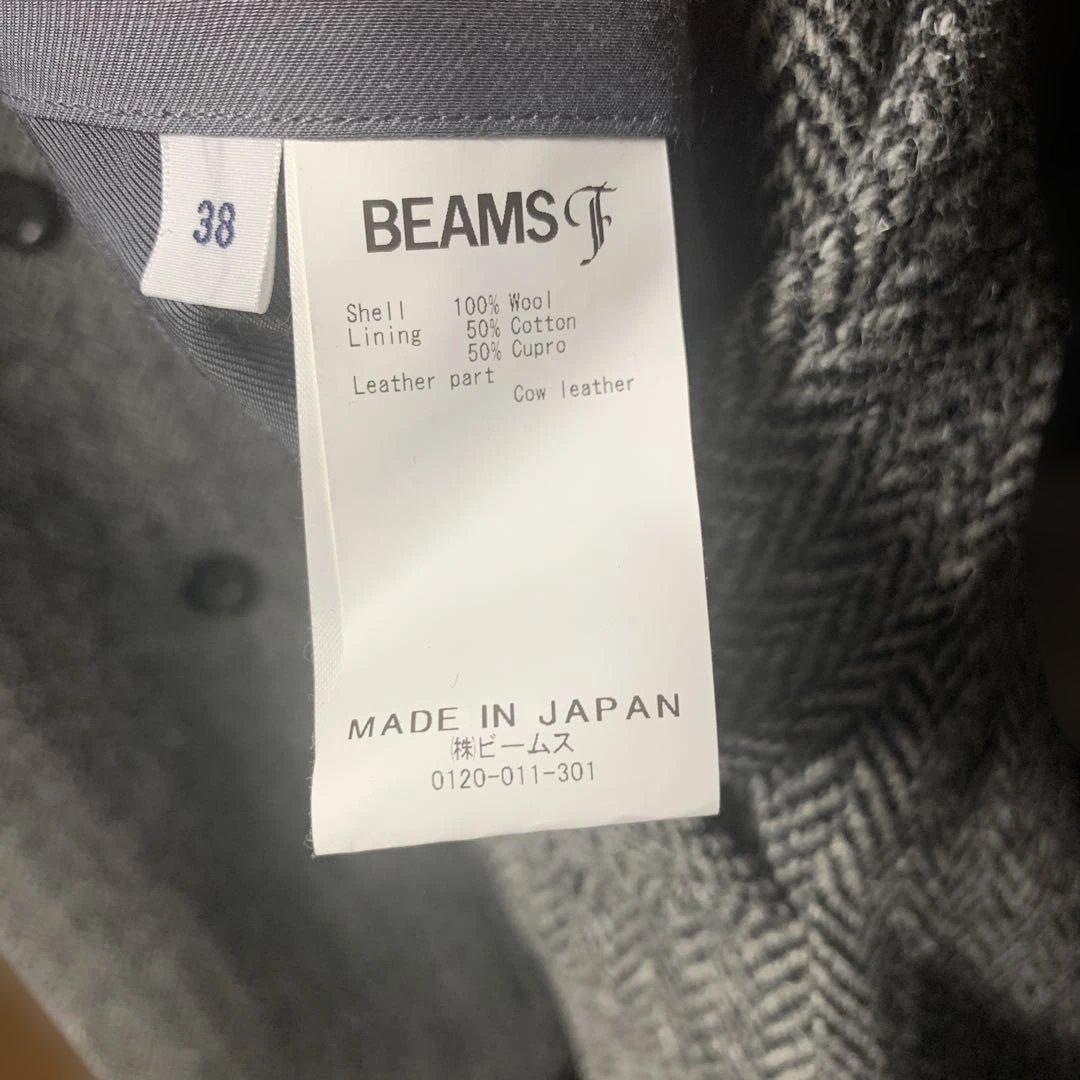 38
BEAMS F
Shell 100% Wool
Lining 50% Cotton
50% Cupro
Leather part
Cow leather
MADE IN JAPAN
㈱ビームス
0120-011-301